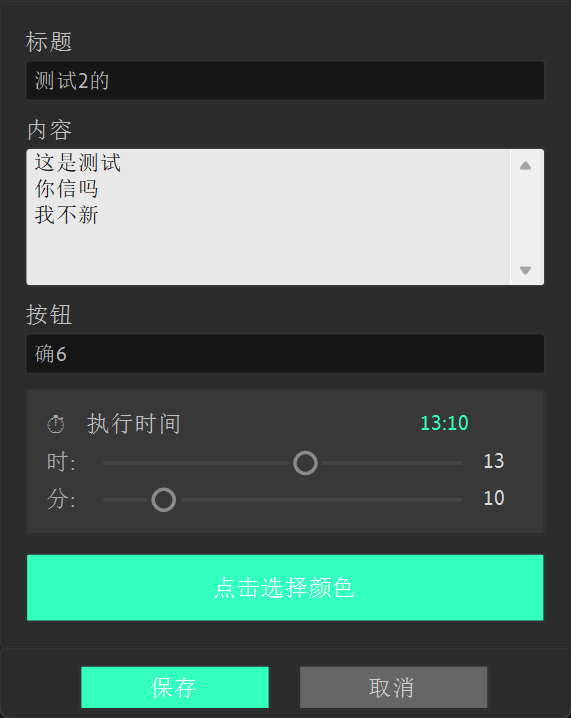 标题
测试2的
内容
这是测试
你信吗
我不新
按钮
确6
执行时间 13:10
时: 13
分: 10
点击选择颜色
保存 取消